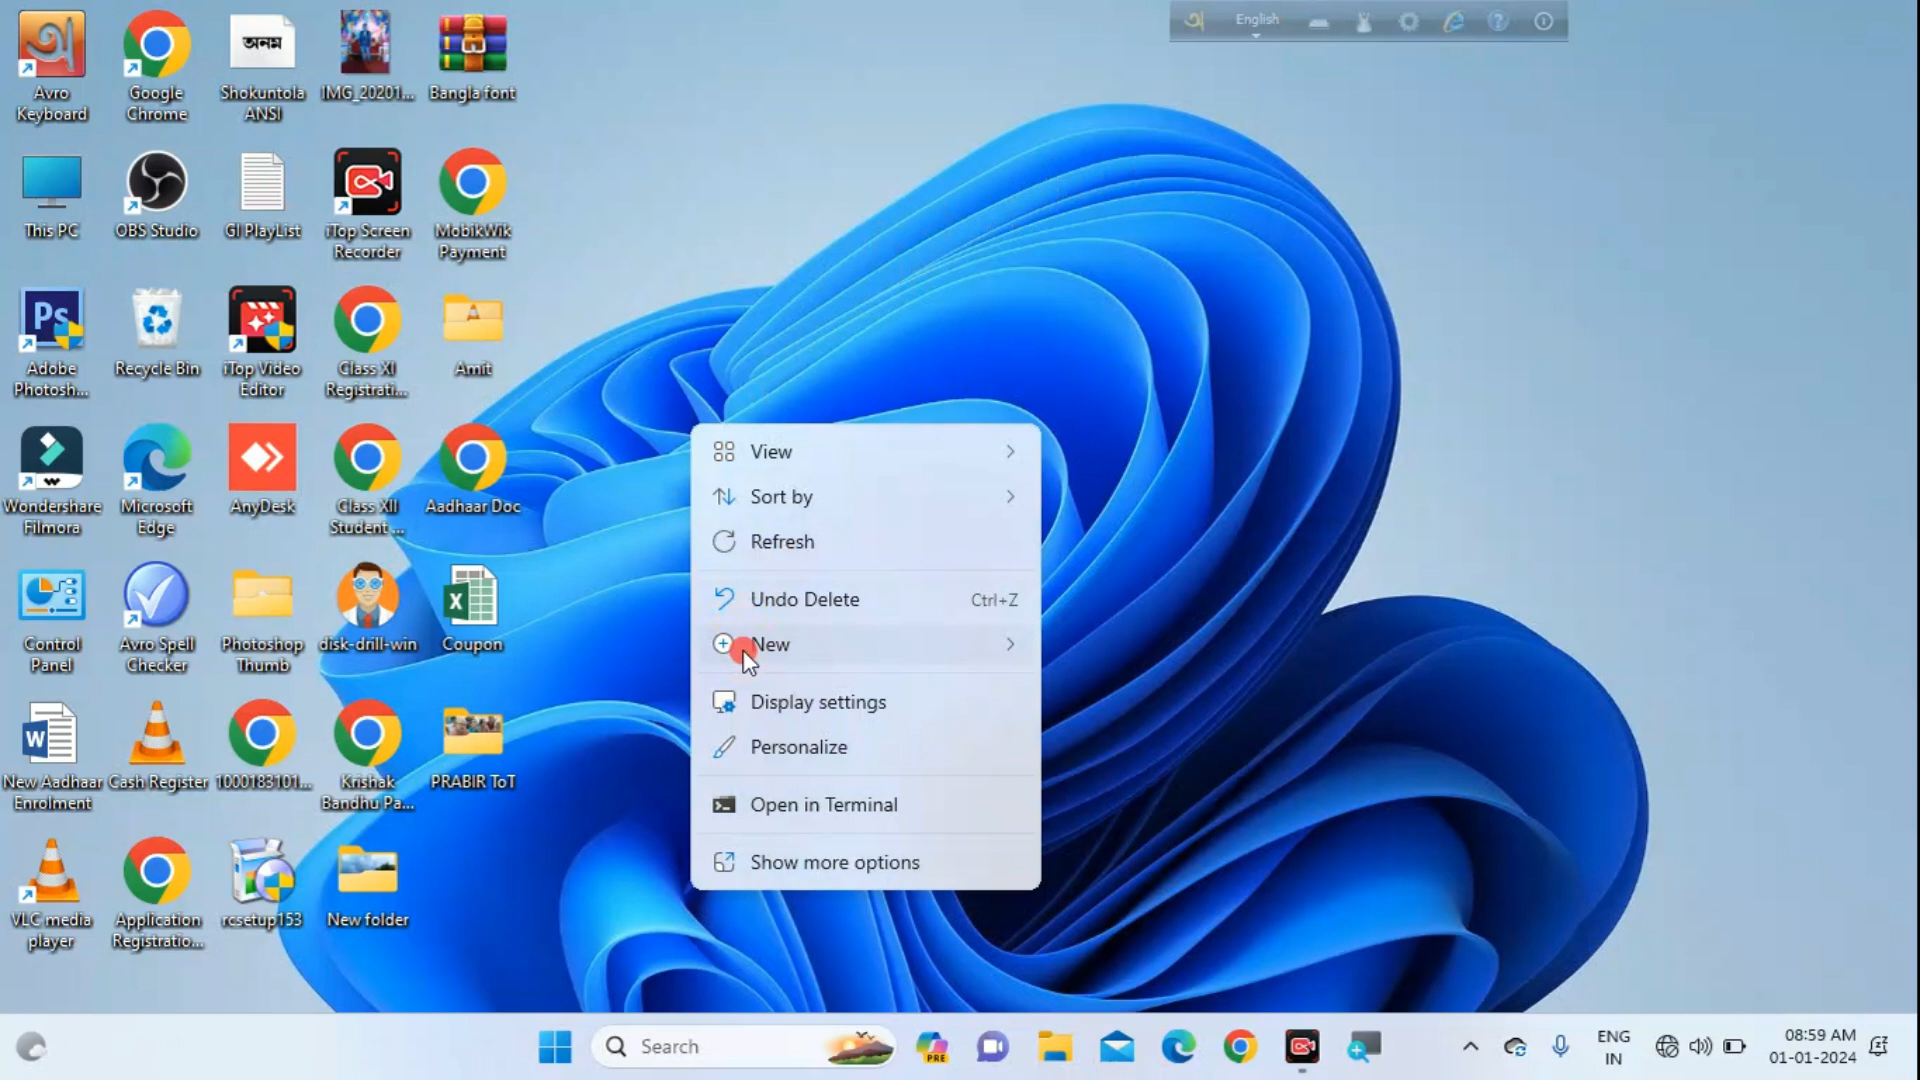 English
Avro
Keyboard
Google
Chrome
অনম
Shokuntola
ANSI
IMG_20201...
Bangla font
This PC
OBS Studio
GI PlayList
iTop Screen
Recorder
MobikWik
Payment
Ps
Adobe
Photosh...
Recycle Bin
iTop Video
Editor
Class XI
Registrati...
Amit
Wondershare
Filmora
Microsoft
Edge
AnyDesk
Class XII
Student ...
Aadhaar Doc
Control
Panel
Avro Spell
Checker
Photoshop
Thumb
disk-drill-win
Coupon
New Aadhaar
Enrolment
Cash Register
1000183101...
Krishak
Bandhu Pa...
PRABIR ToT
VLC media
player
Application
Registratio...
rcsetup153
New folder
View
Sort by
Refresh
Undo Delete Ctrl+Z
New
Display settings
Personalize
Open in Terminal
Show more options
Search
PRE
ENG
IN
08:59 AM
01-01-2024